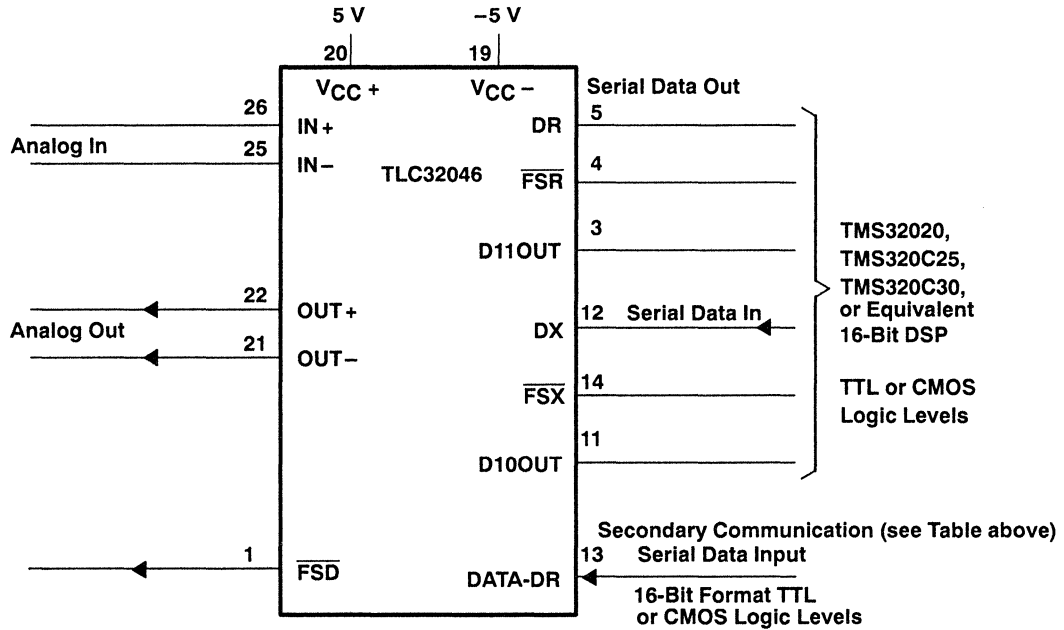 5 V
−5 V
20
19
VCC +
VCC −
Serial Data Out
26
IN+
DR
5
Analog In
25
IN−
TLC32046
FSR
4
D11OUT
3
TMS32020,
TMS320C25,
TMS320C30,
or Equivalent
16-Bit DSP
22
OUT+
Analog Out
21
OUT−
DX
12
Serial Data In
FSX
14
TTL or CMOS
Logic Levels
D10OUT
11
1
FSD
Secondary Communication (see Table above)
13
Serial Data Input
DATA-DR
16-Bit Format TTL
or CMOS Logic Levels